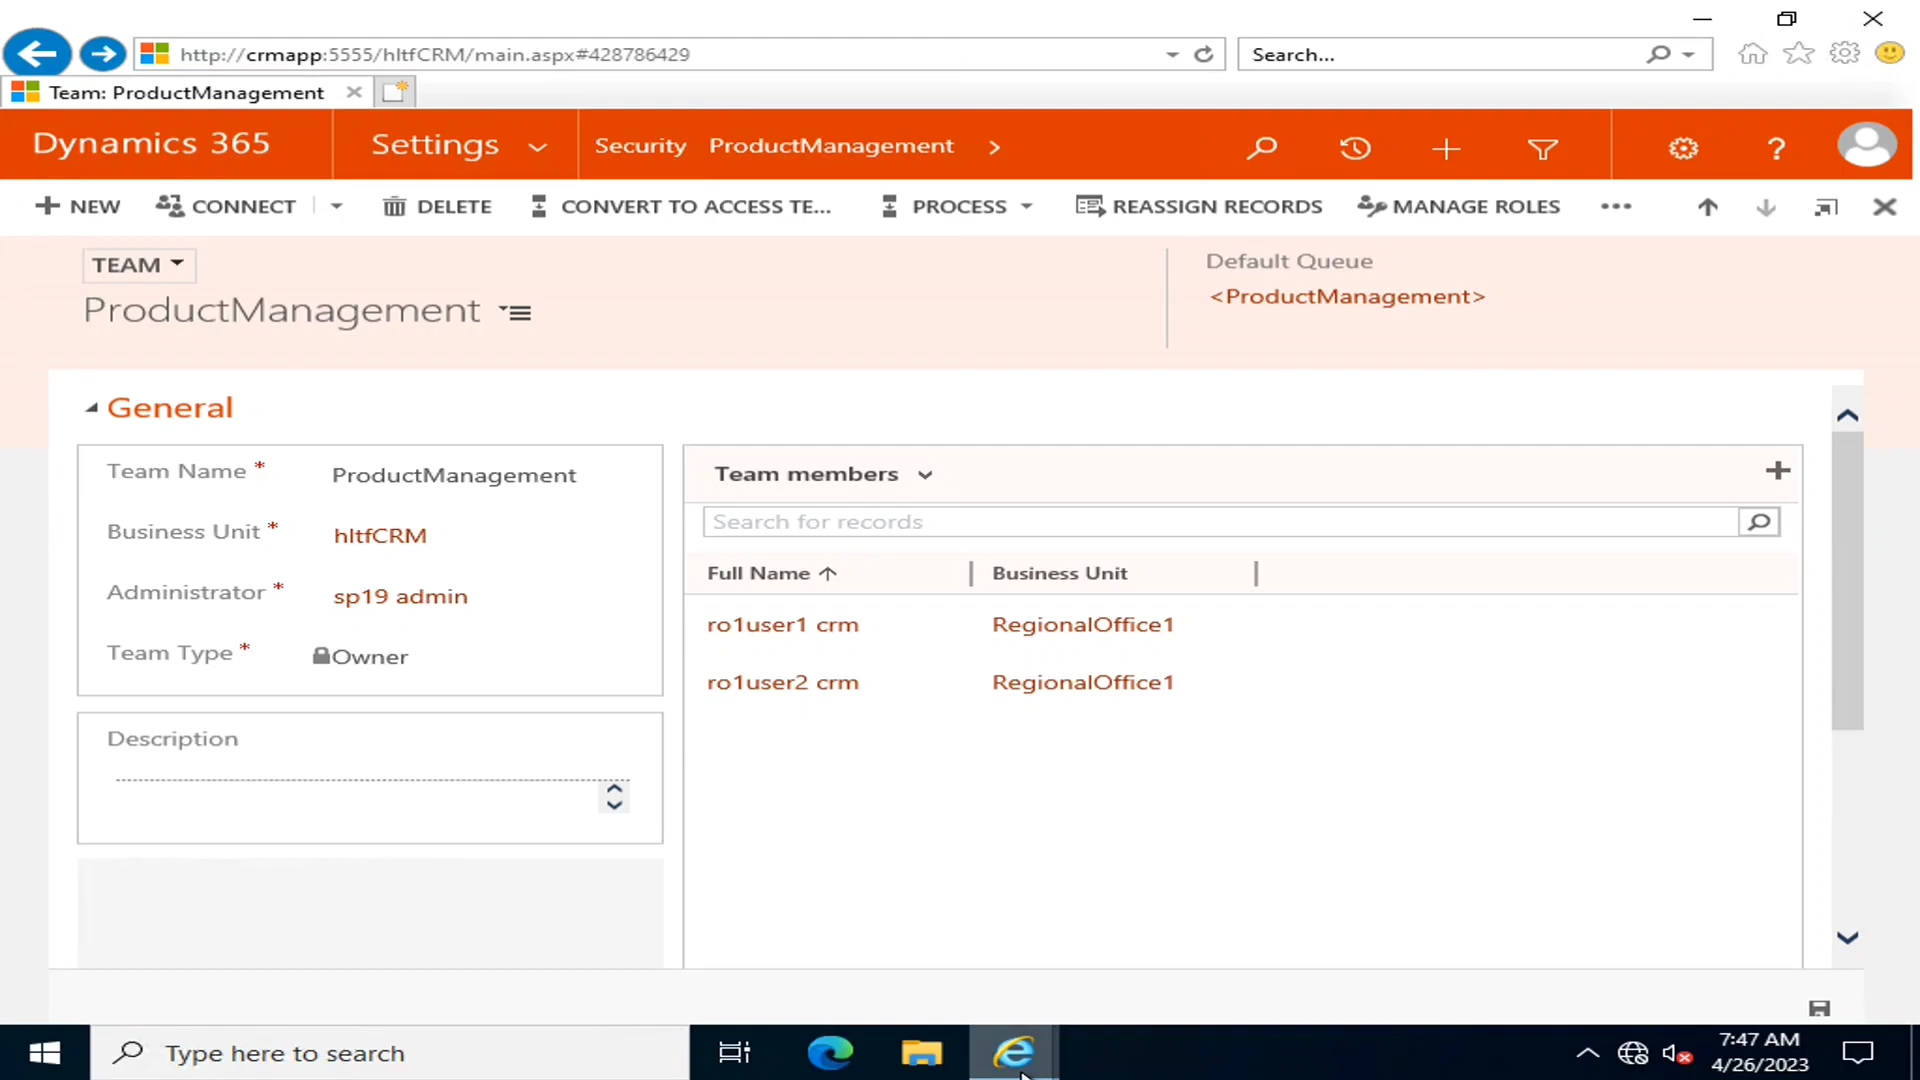 http://crmapp:5555/hltfCRM/main.aspx#428786429
Search...
Team: ProductManagement
Dynamics 365
Settings
Security
ProductManagement
NEW
CONNECT
DELETE
CONVERT TO ACCESS TE...
PROCESS
REASSIGN RECORDS
MANAGE ROLES
TEAM
ProductManagement
Default Queue
<ProductManagement>
General
Team Name *
ProductManagement
Business Unit *
hltfCRM
Administrator *
sp19 admin
Team Type *
Owner
Description
Team members
Search for records
Full Name
Business Unit
ro1user1 crm
RegionalOffice1
ro1user2 crm
RegionalOffice1
Type here to search
7:47 AM
4/26/2023